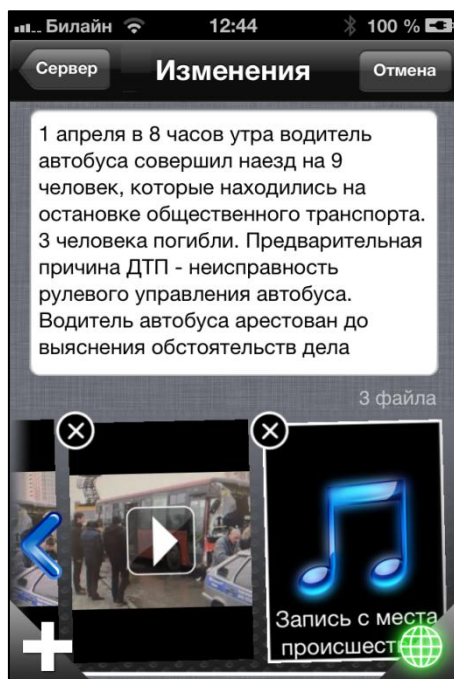 Билайн 12:44 100 %
Сервер Изменения Отмена
1 апреля в 8 часов утра водитель
автобуса совершил наезд на 9
человек, которые находились на
остановке общественного транспорта.
3 человека погибли. Предварительная
причина ДТП - неисправность
рулевого управления автобуса.
Водитель автобуса арестован до
выяснения обстоятельств дела
3 файла
Запись с места
происшест